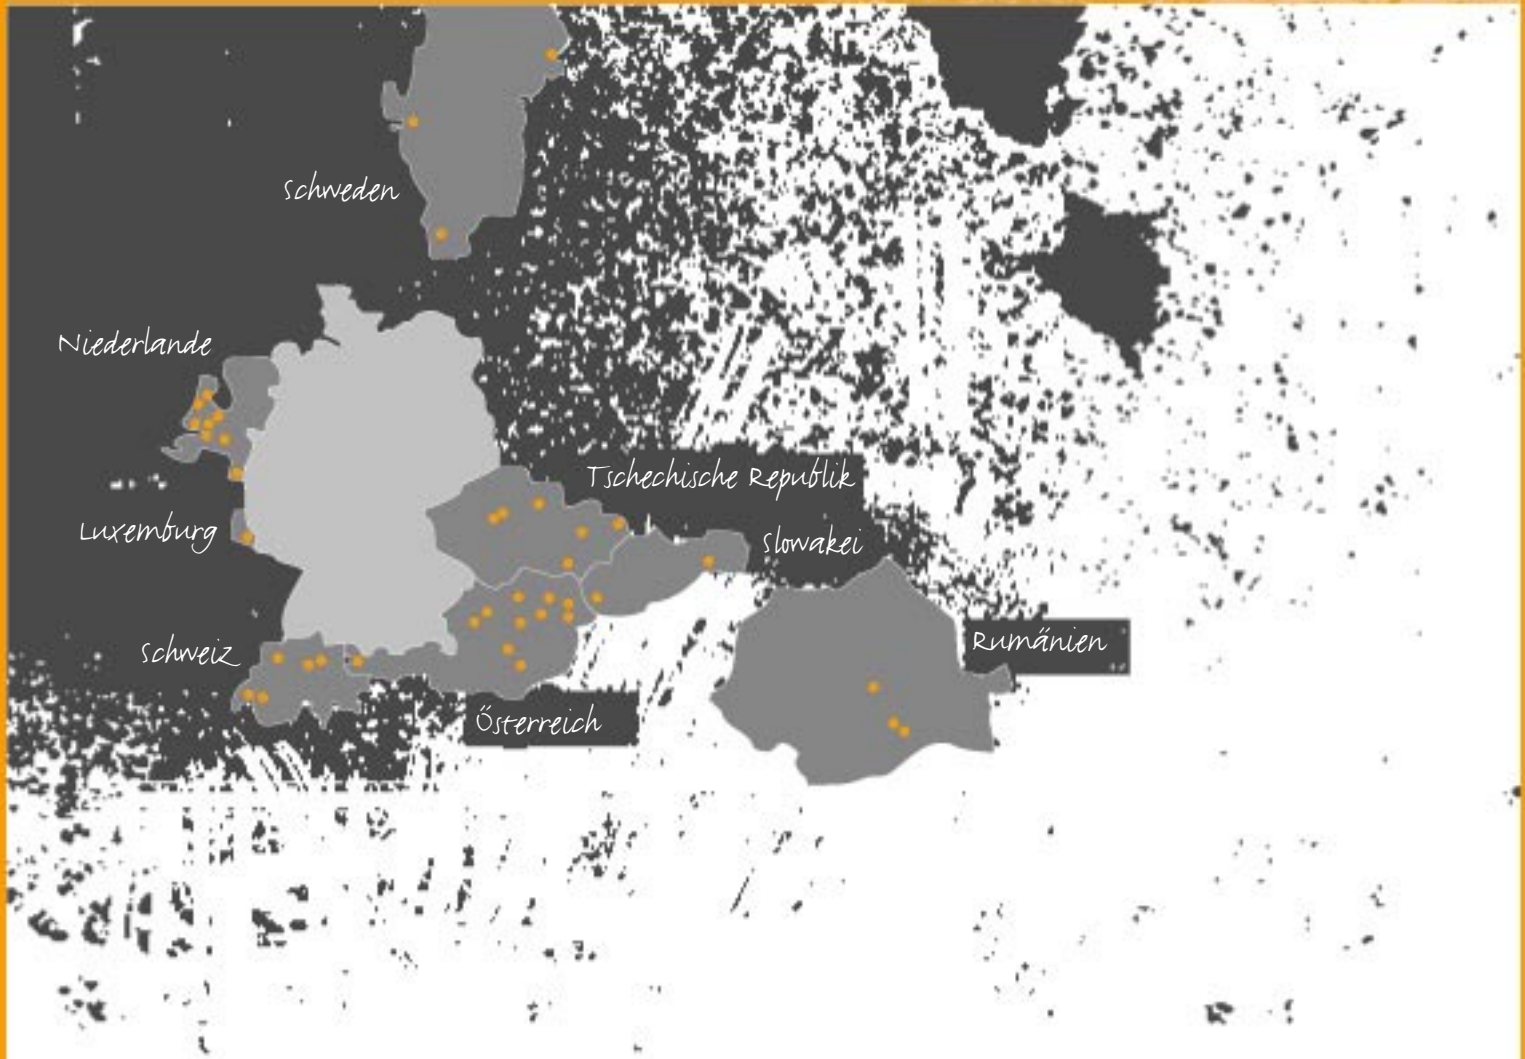 Schweden
Niederlande
Tschechische Republik
Luxemburg
Slowakei
Rumänien
Schweiz
Österreich